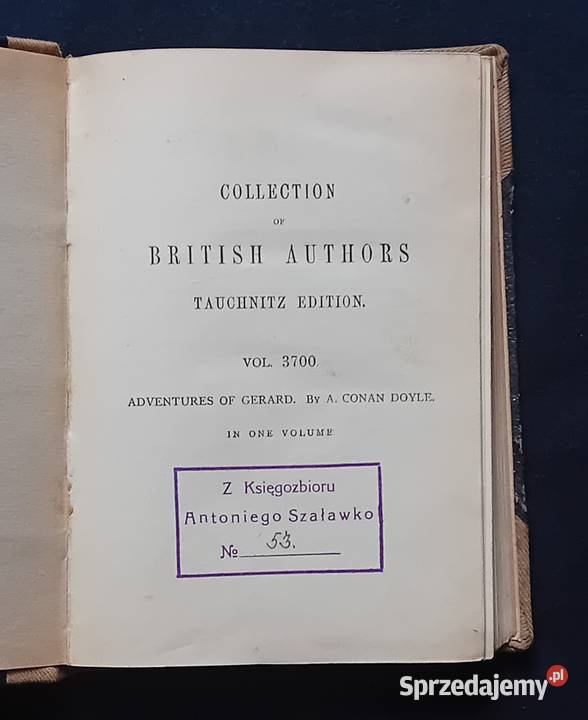 COLLECTION
OF
BRITISH AUTHORS
TAUCHNITZ EDITION.
VOL. 3700.
ADVENTURES OF GERARD. By A. CONAN DOYLE.
IN ONE VOLUME
Z Księgozbioru
Antoniego Szaławko
№ 53.
Sprzedajemy.pl